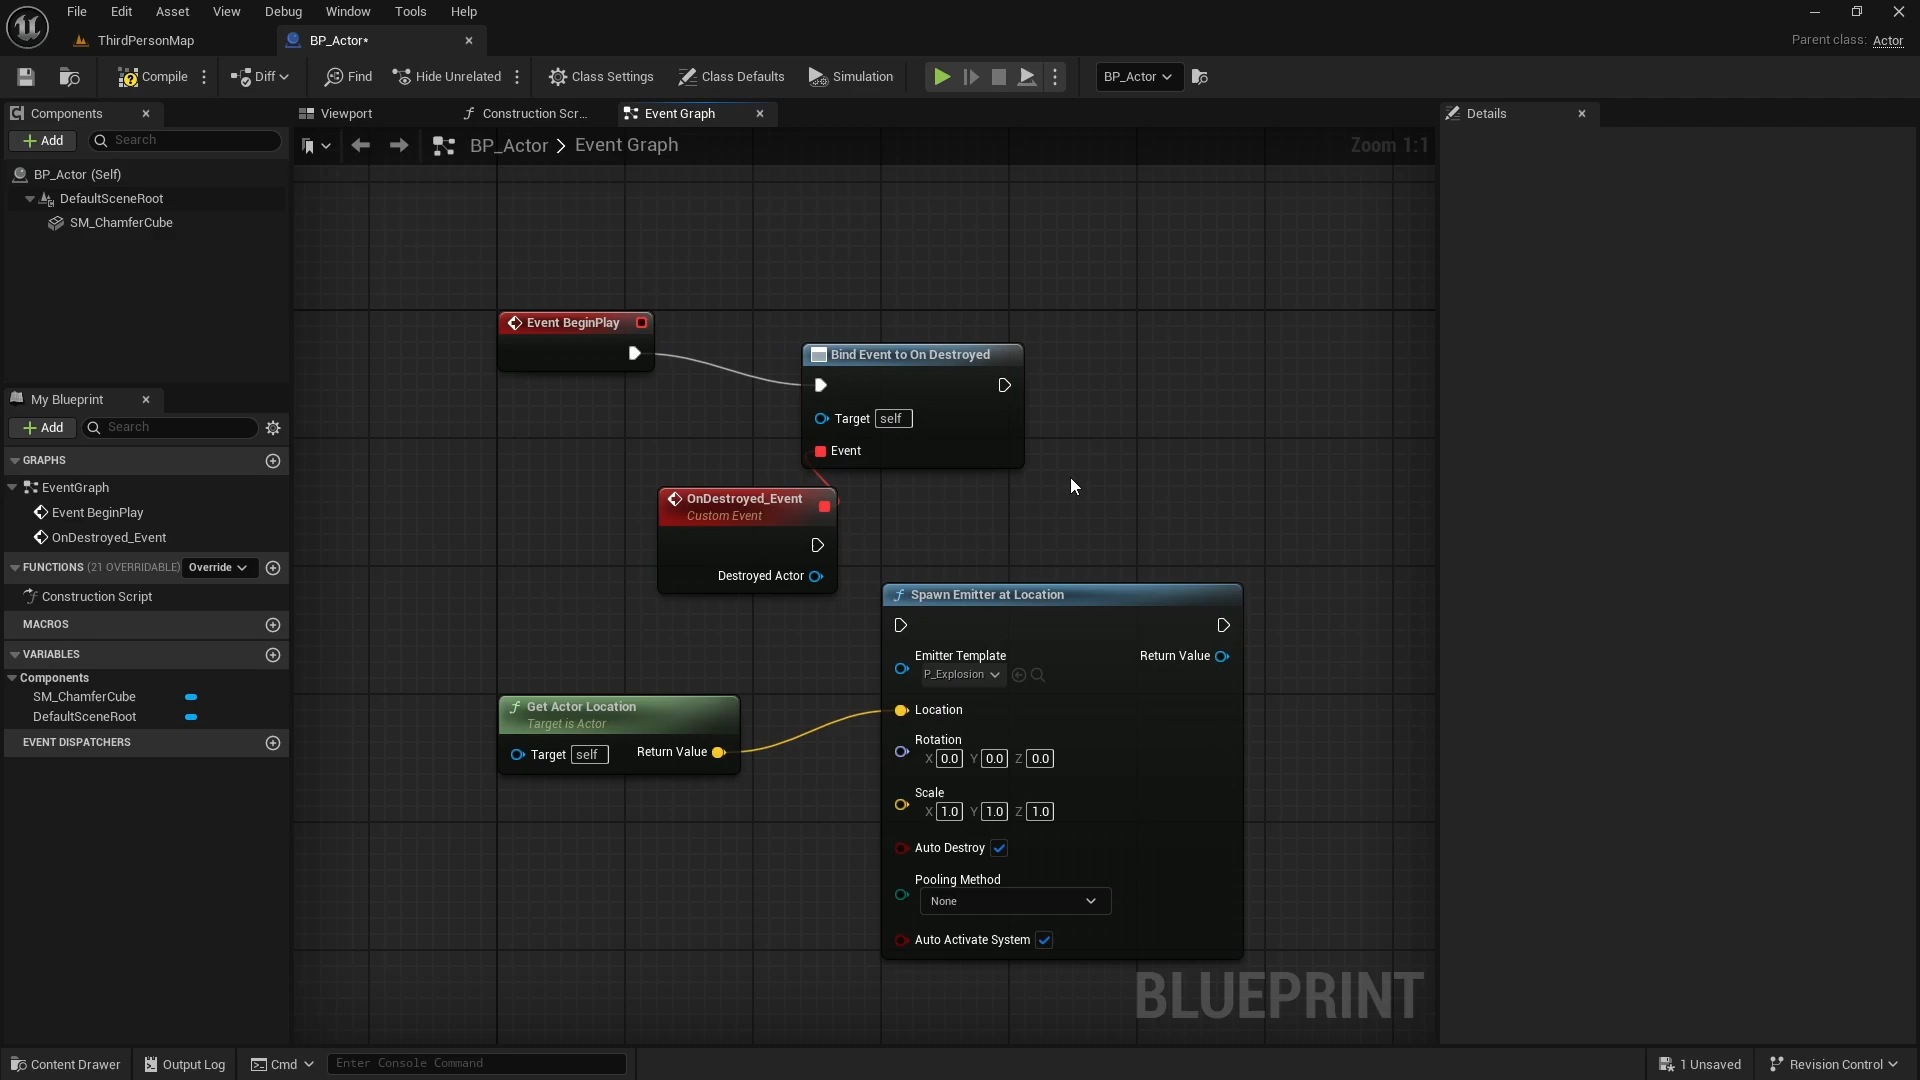 File Edit Asset View Debug Window Tools Help
ThirdPersonMap BP_Actor* Parent class: Actor
Compile Diff Find Hide Unrelated Class Settings Class Defaults Simulation BP_Actor
Components
Add Search
BP_Actor (Self)
DefaultSceneRoot
SM_ChamferCube
My Blueprint
Add Search
GRAPHS
EventGraph
Event BeginPlay
OnDestroyed_Event
FUNCTIONS (21 OVERRIDABLE) Override
Construction Script
MACROS
VARIABLES
Components
SM_ChamferCube
DefaultSceneRoot
EVENT DISPATCHERS
Viewport Construction Scr... Event Graph
BP_Actor > Event Graph Zoom 1:1
Event BeginPlay
Bind Event to On Destroyed
Target self
Event
OnDestroyed_Event
Custom Event
Destroyed Actor
Spawn Emitter at Location
Emitter Template Return Value
P_Explosion
Location
Rotation
X 0.0 Y 0.0 Z 0.0
Scale
X 1.0 Y 1.0 Z 1.0
Auto Destroy
Pooling Method
None
Auto Activate System
Get Actor Location
Target is Actor
Target self Return Value
BLUEPRINT
Details
Content Drawer Output Log Cmd Enter Console Command 1 Unsaved Revision Control